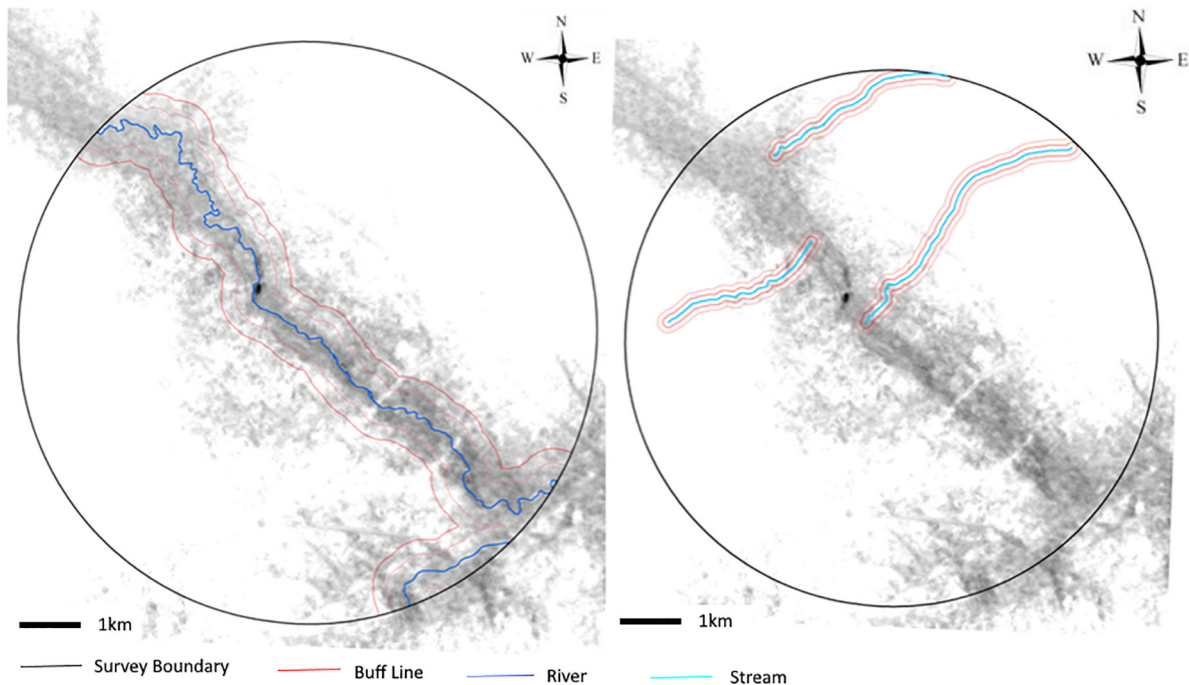 N
W E
S
N
W E
S
1km
1km
Survey Boundary
Buff Line
River
Stream